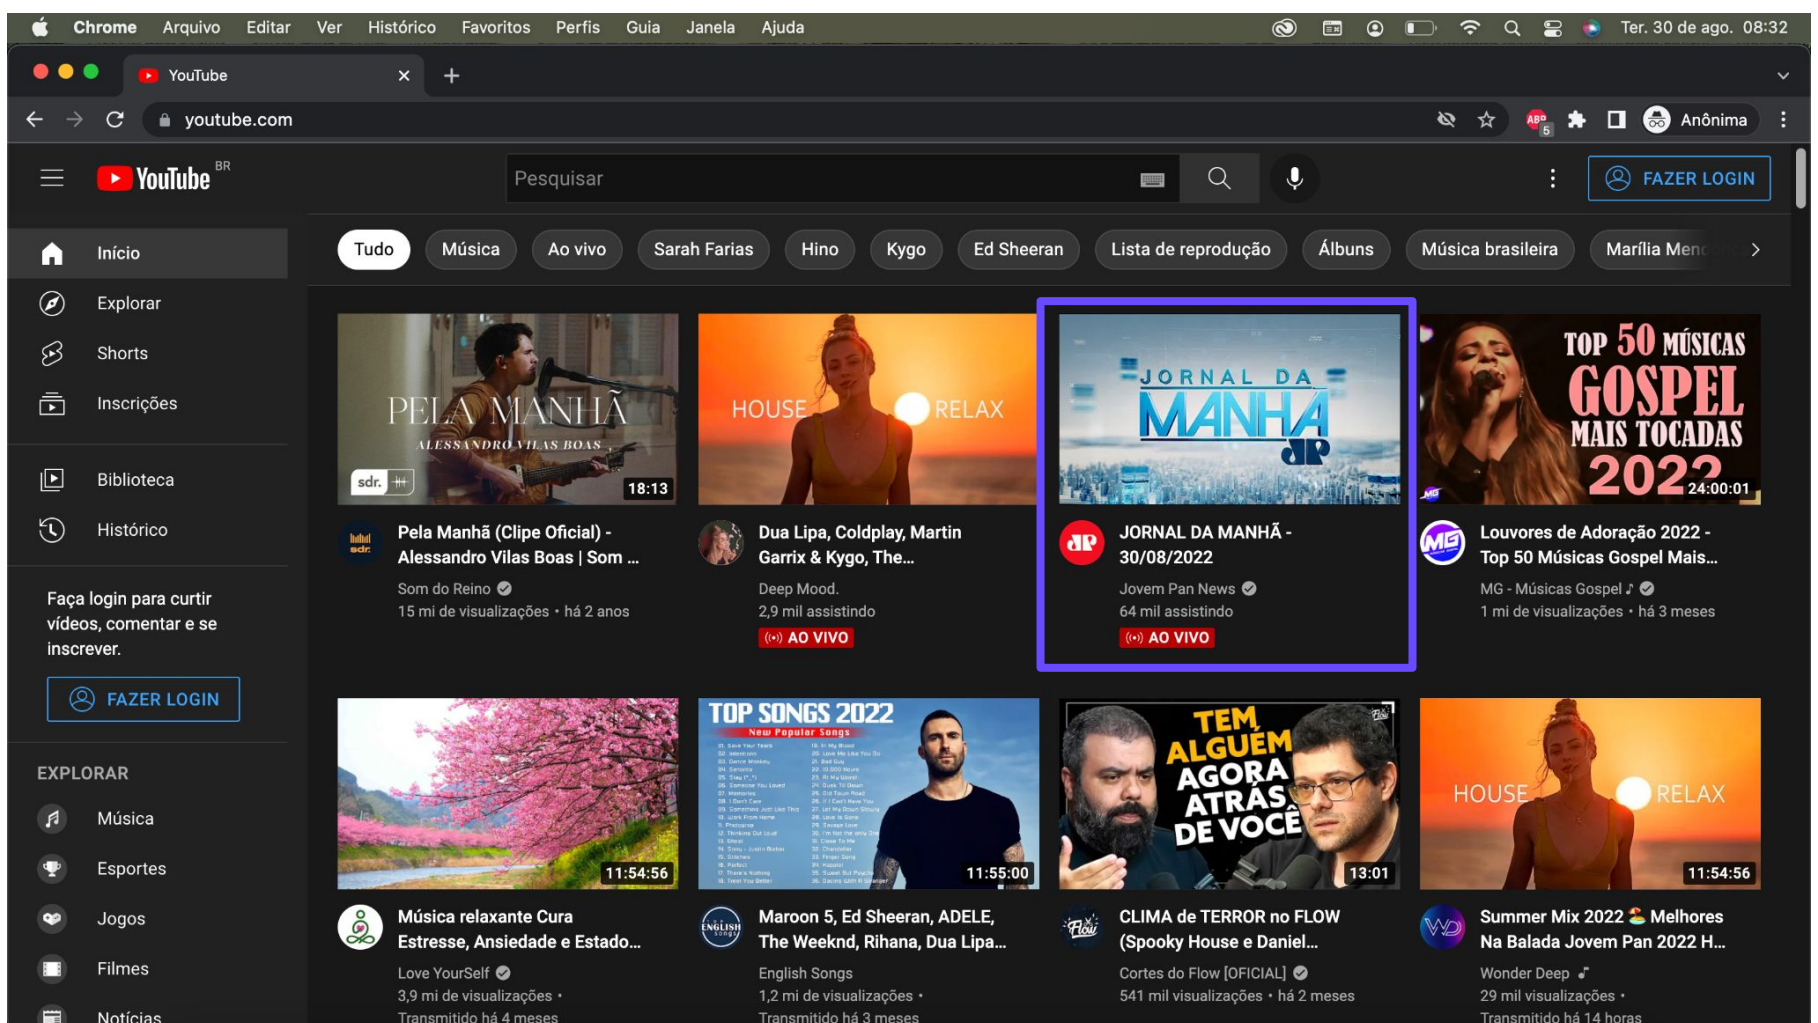 Chrome Arquivo Editar Ver Histórico Favoritos Perfis Guia Janela Ajuda Ter. 30 de ago. 08:32
YouTube
youtube.com ABP 5 Anônima
YouTube BR Pesquisar FAZER LOGIN
Tudo Música Ao vivo Sarah Farias Hino Kygo Ed Sheeran Lista de reprodução Álbuns Música brasileira
Início
Explorar
Shorts
Inscrições
Biblioteca
Histórico
Faça login para curtir
vídeos, comentar e se
inscrever.
FAZER LOGIN
EXPLORAR
Música
Esportes
Jogos
Filmes
Notícias
PELA MANHÃ
ALESSANDRO VILAS BOAS
sdr.
18:13
sdr.
Pela Manhã (Clipe Oficial) -
Alessandro Vilas Boas | Som ...
Som do Reino
15 mi de visualizações • há 2 anos
HOUSE RELAX
Dua Lipa, Coldplay, Martin
Garrix & Kygo, The...
Deep Mood.
2,9 mil assistindo
AO VIVO
JORNAL DA
MANHÃ
JP
JP
JORNAL DA MANHÃ -
30/08/2022
Jovem Pan News
64 mil assistindo
AO VIVO
TOP 50 MÚSICAS
GOSPEL
MAIS TOCADAS
2022
MG
24:00:01
MG
Louvores de Adoração 2022 -
Top 50 Músicas Gospel Mais...
MG - Músicas Gospel
1 mi de visualizações • há 3 meses
11:54:56
Música relaxante Cura
Estresse, Ansiedade e Estado...
Love YourSelf
3,9 mi de visualizações •
Transmitido há 4 meses
TOP SONGS 2022
New Popular Songs
11:55:00
ENGLISH
songs
Maroon 5, Ed Sheeran, ADELE,
The Weeknd, Rihana, Dua Lipa...
English Songs
1,2 mi de visualizações •
Transmitido há 3 meses
TEM
ALGUÉM
AGORA
ATRÁS
DE VOCÊ
Flow
13:01
Flow
CLIMA de TERROR no FLOW
(Spooky House e Daniel...
Cortes do Flow [OFICIAL]
541 mil visualizações • há 2 meses
HOUSE RELAX
11:54:56
WD
Summer Mix 2022 🏖️ Melhores
Na Balada Jovem Pan 2022 H...
Wonder Deep
29 mil visualizações •
Transmitido há 14 horas